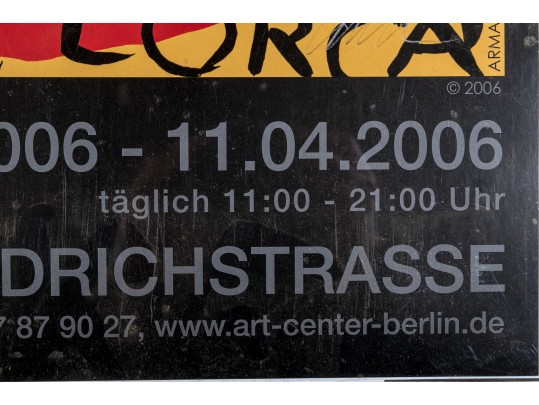 LORCA
ARMA
© 2006
006 - 11.04.2006
täglich 11:00 - 21:00 Uhr
DRICHSTRASSE
7 87 90 27, www.art-center-berlin.de